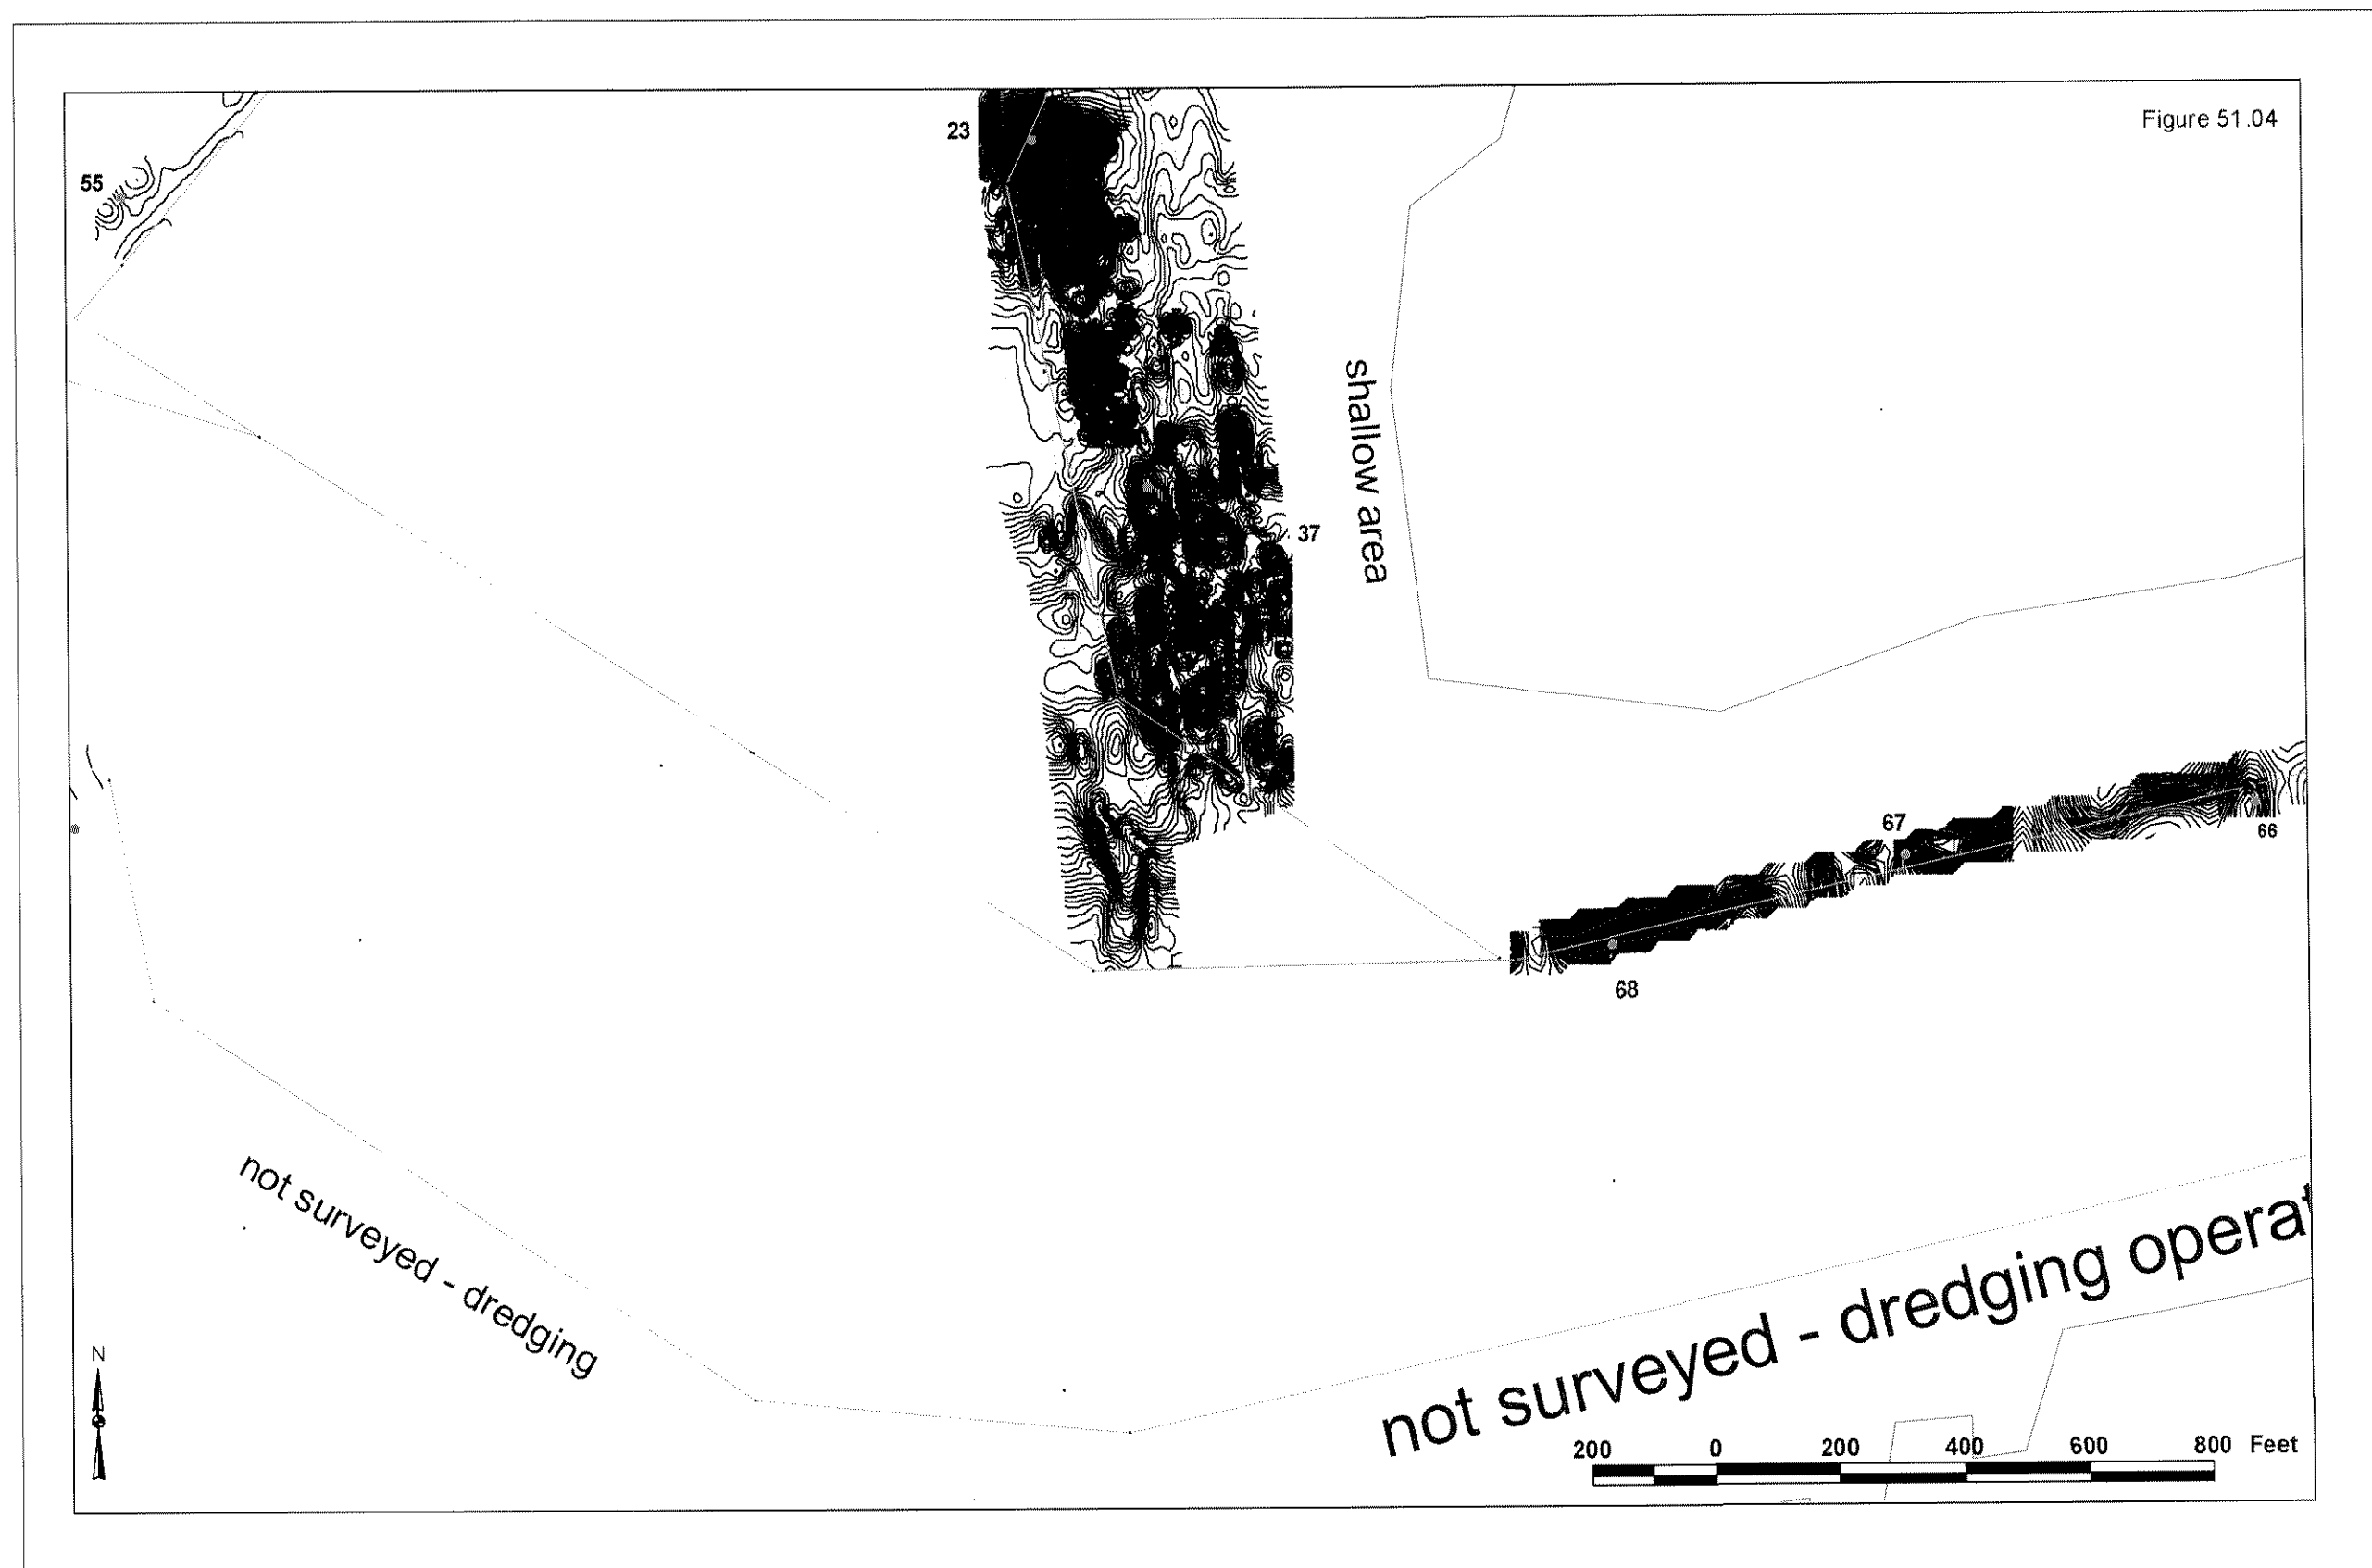 Figure 51.04
23
55
shallow area
37
67
66
68
not surveyed - dredging
not surveyed - dredging operat
N
200 0 200 400 600 800 Feet